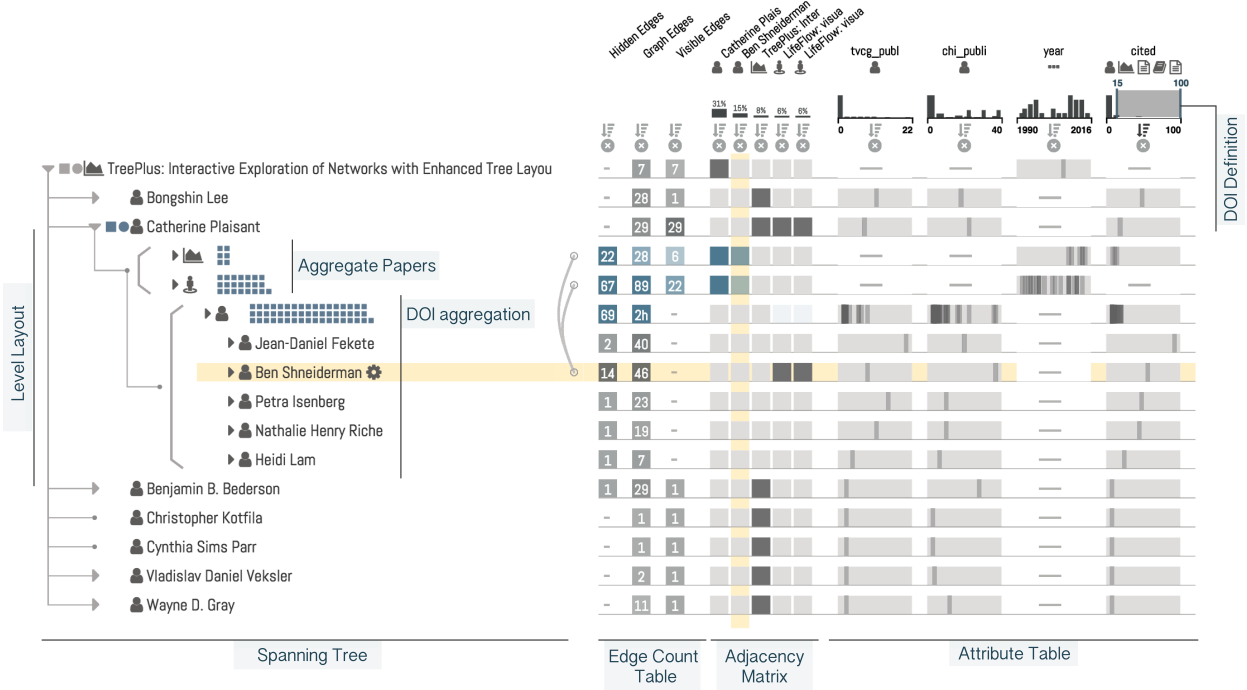 Hidden Edges
Graph Edges
Visible Edges
Catherine Plais
Ben Shneiderman
TreePlus: Inter
LifeFlow: visua
LifeFlow: visua
tvcg_publ
chi_publi
year
cited
15 100
31% 15% 8% 6% 6%
0 22
0 40
1990 2016
0 100
DOI Definition
TreePlus: Interactive Exploration of Networks with Enhanced Tree Layou - 7 7
Bongshin Lee - 28 1
Catherine Plaisant - 29 29
Aggregate Papers
22 28 6
67 89 22
DOI aggregation
69 2h -
Jean-Daniel Fekete 2 40 -
Ben Shneiderman 14 46 -
Petra Isenberg 1 23 -
Nathalie Henry Riche 1 19 -
Heidi Lam 1 7 -
Benjamin B. Bederson 1 29 1
Christopher Kotfila - 1 1
Cynthia Sims Parr - 1 1
Vladislav Daniel Veksler - 2 1
Wayne D. Gray - 11 1
Level Layout
Spanning Tree
Edge Count
Table
Adjacency
Matrix
Attribute Table